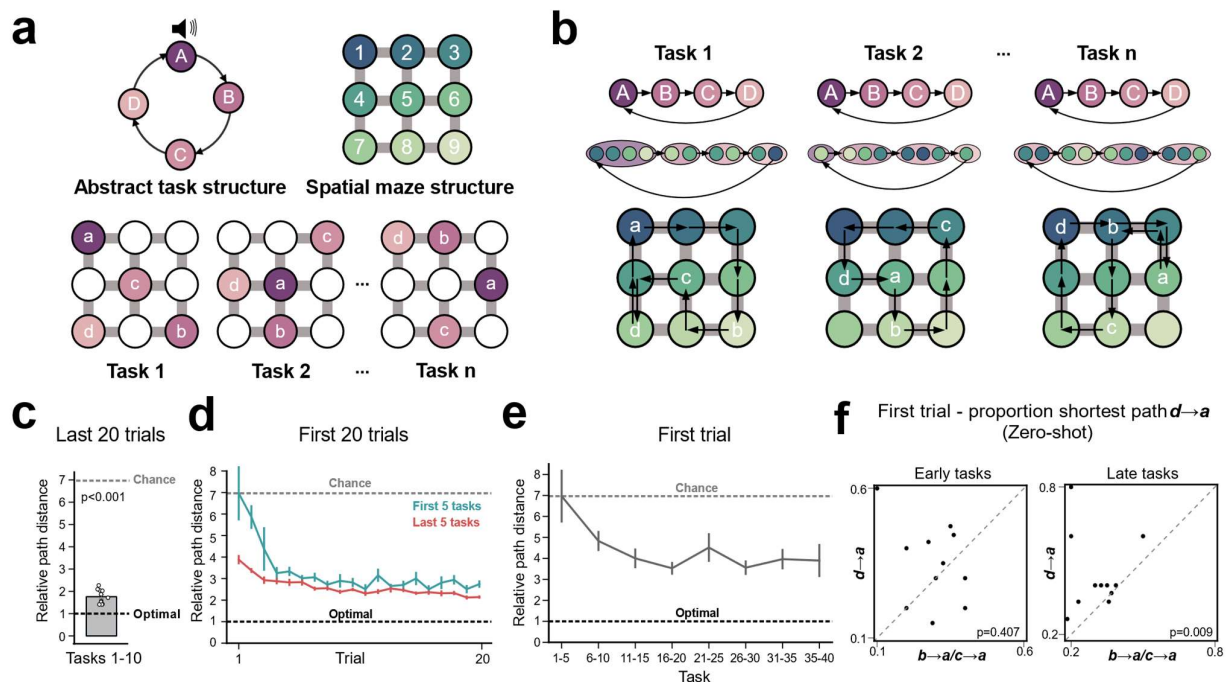 a
A
B
C
D
Abstract task structure
1 2 3
4 5 6
7 8 9
Spatial maze structure
a
c
d b
Task 1
c
d a
b
Task 2
...
d b
a
c
Task n
b
Task 1
A B C D
a
c
d b
Task 2
A B C D
c
d a
b
...
Task n
A B C D
d b
a
c
c
Last 20 trials
Relative path distance
7
6
5
4
3
2
1
0
Chance
p<0.001
Optimal
Tasks 1-10
d
First 20 trials
Relative path distance
8
7
6
5
4
3
2
1
0
Chance
First 5 tasks
Last 5 tasks
Optimal
1 20
Trial
e
First trial
Relative path distance
8
7
6
5
4
3
2
1
0
Chance
Optimal
1-5 6-10 11-15 16-20 21-25 26-30 31-35 35-40
Task
f
First trial - proportion shortest path d→a
(Zero-shot)
Early tasks
0.6
d→a
0.1
p=0.407
0.1 0.6
b→a/c→a
Late tasks
0.8
d→a
0.2
p=0.009
0.2 0.8
b→a/c→a